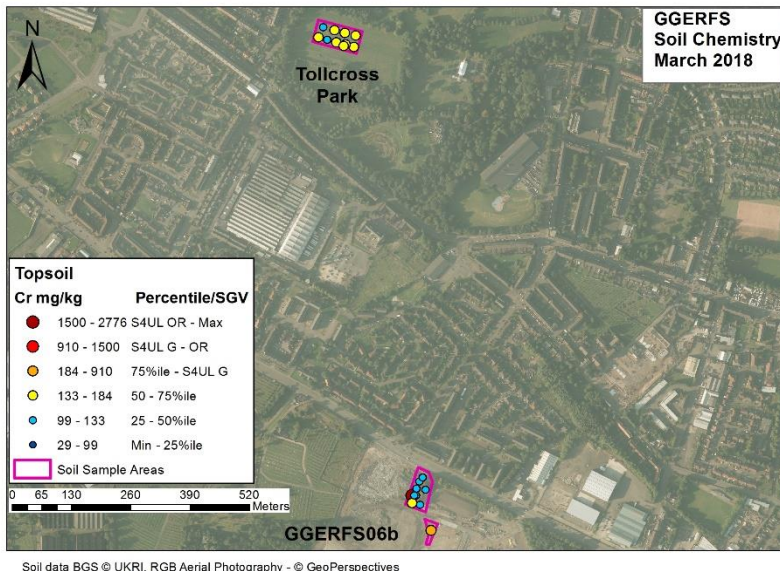 GGERFS
Soil Chemistry
March 2018
N
Tollcross
Park
Topsoil
Cr mg/kg Percentile/SGV
1500 - 2776 S4UL OR - Max
910 - 1500 S4UL G - OR
184 - 910 75%ile - S4UL G
133 - 184 50 - 75%ile
99 - 133 25 - 50%ile
29 - 99 Min - 25%ile
Soil Sample Areas
0 65 130 260 390 520
Meters
GGERFS06b
Soil data BGS © UKRI. RGB Aerial Photography - © GeoPerspectives